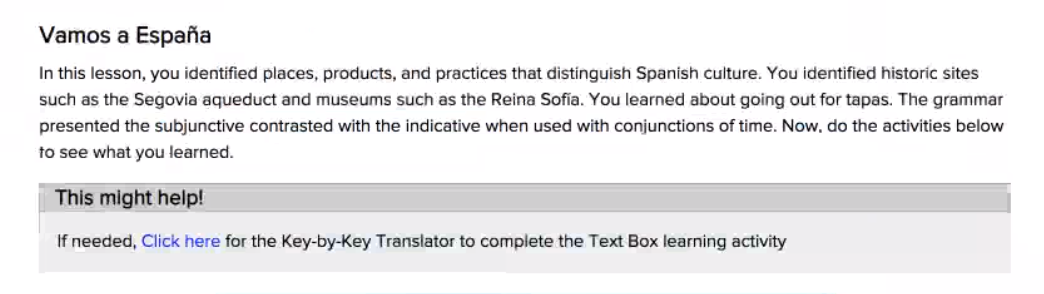 Vamos a España
In this lesson, you identified places, products, and practices that distinguish Spanish culture. You identified historic sites
such as the Segovia aqueduct and museums such as the Reina Sofía. You learned about going out for tapas. The grammar
presented the subjunctive contrasted with the indicative when used with conjunctions of time. Now, do the activities below
to see what you learned.
This might help!
If needed, Click here for the Key-by-Key Translator to complete the Text Box learning activity